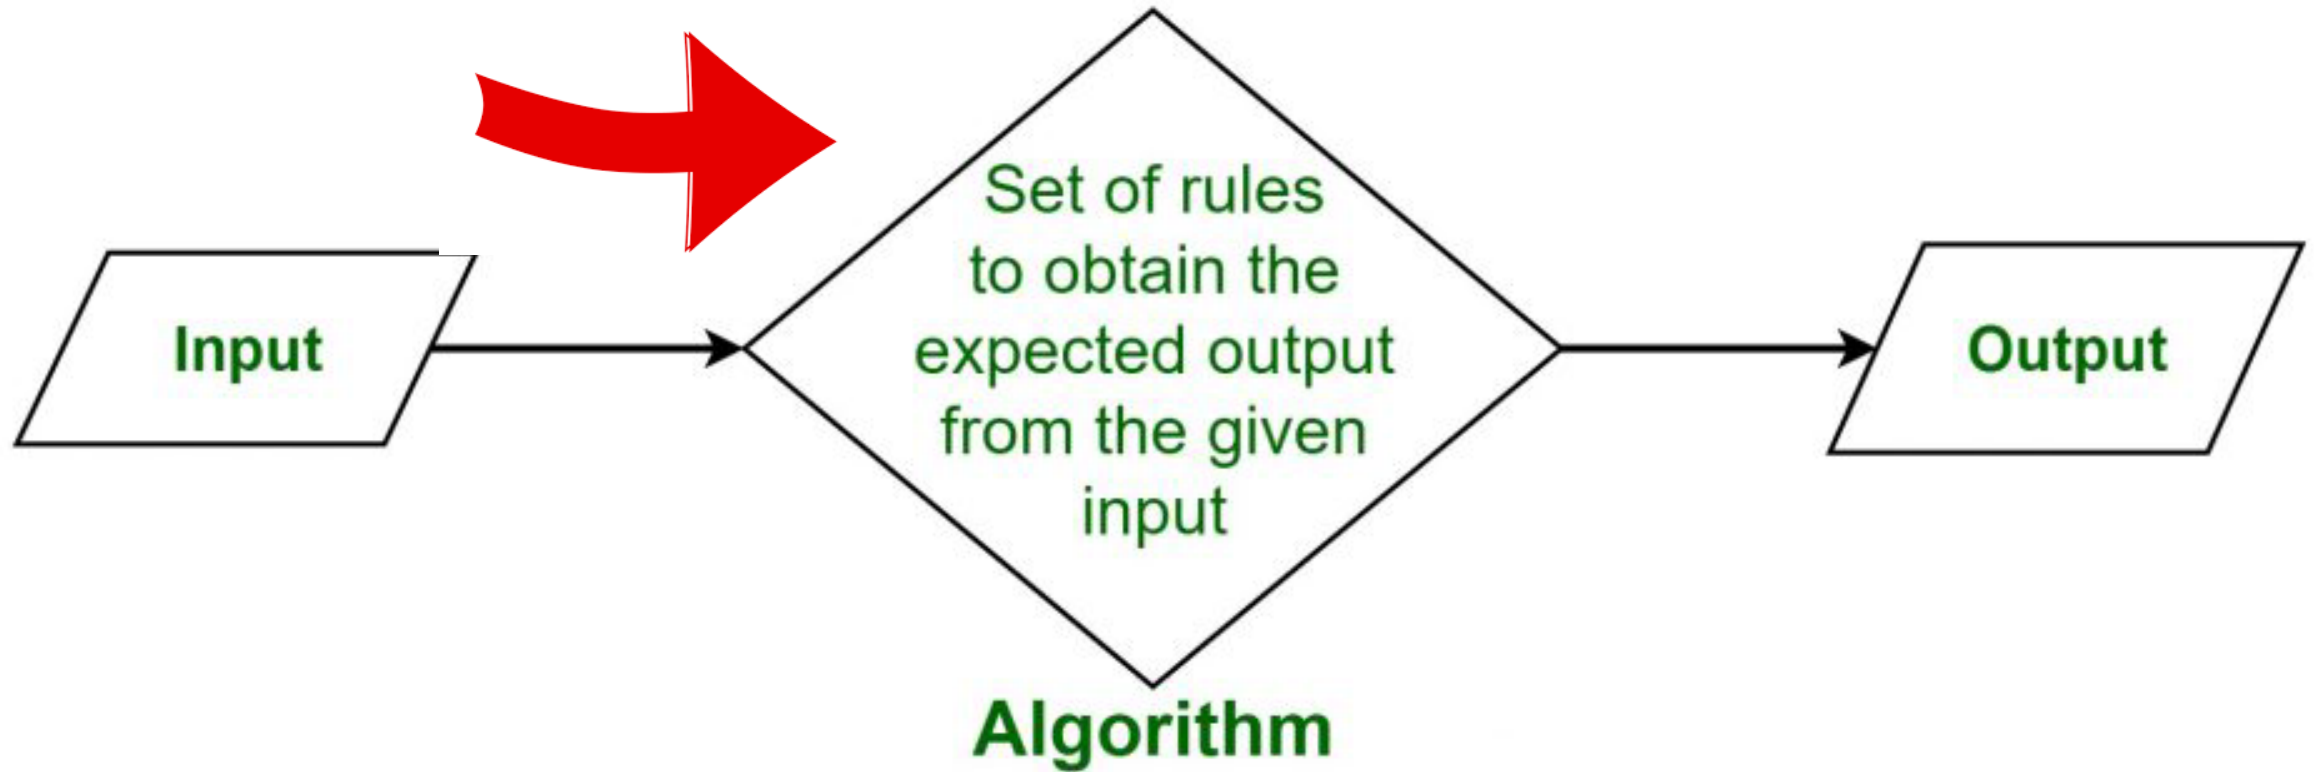 Input
Set of rules
to obtain the
expected output
from the given
input
Output
Algorithm